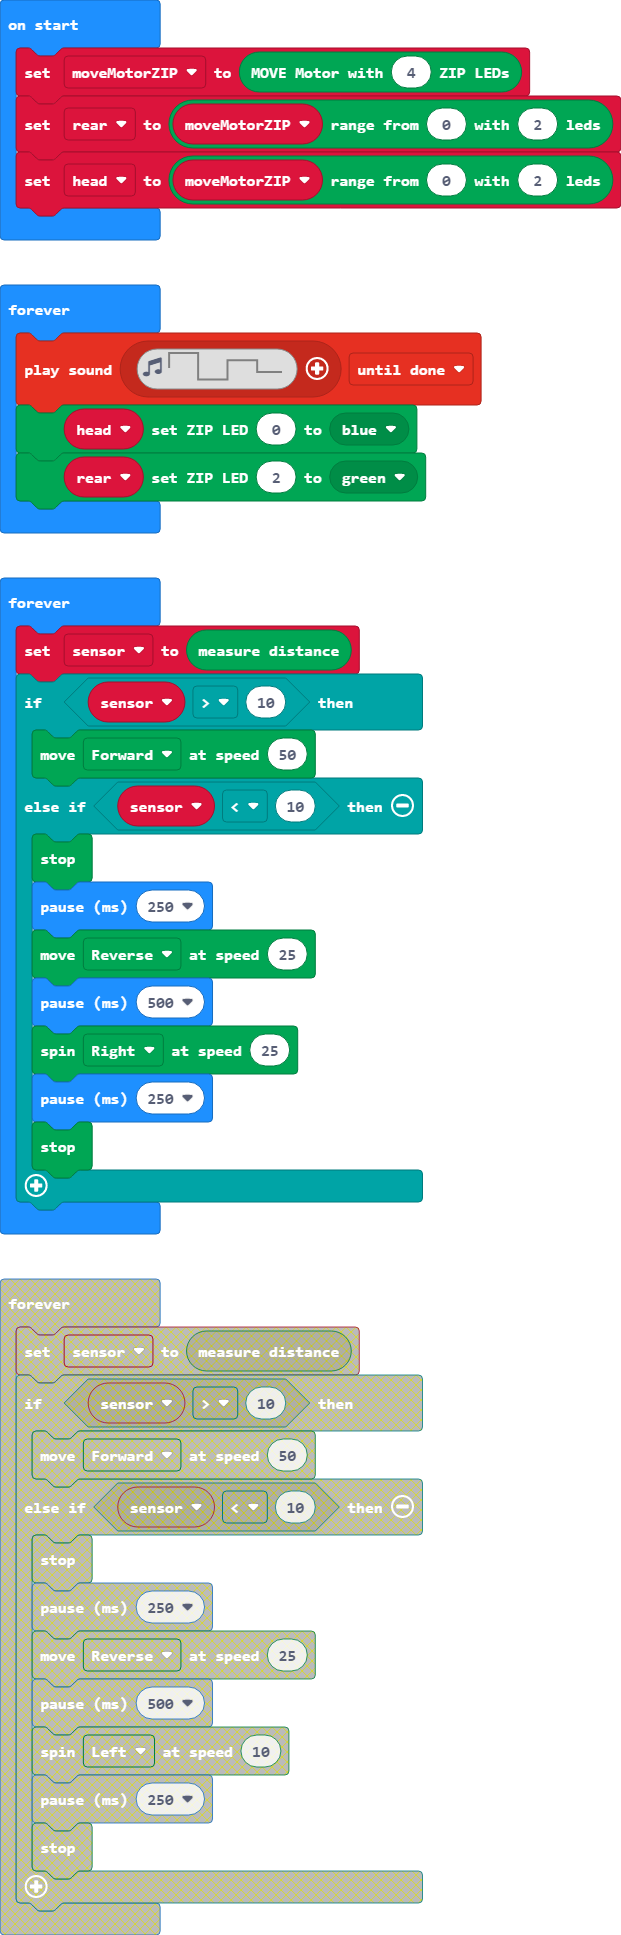 on start
set moveMotorZIP to MOVE Motor with 4 ZIP LEDs
set rear to moveMotorZIP range from 0 with 2 leds
set head to moveMotorZIP range from 0 with 2 leds
forever
play sound until done
head set ZIP LED 0 to blue
rear set ZIP LED 2 to green
forever
set sensor to measure distance
if sensor > 10 then
move Forward at speed 50
else if sensor < 10 then
stop
pause (ms) 250
move Reverse at speed 25
pause (ms) 500
spin Right at speed 25
pause (ms) 250
stop
forever
set sensor to measure distance
if sensor > 10 then
move Forward at speed 50
else if sensor < 10 then
stop
pause (ms) 250
move Reverse at speed 25
pause (ms) 500
spin Left at speed 10
pause (ms) 250
stop